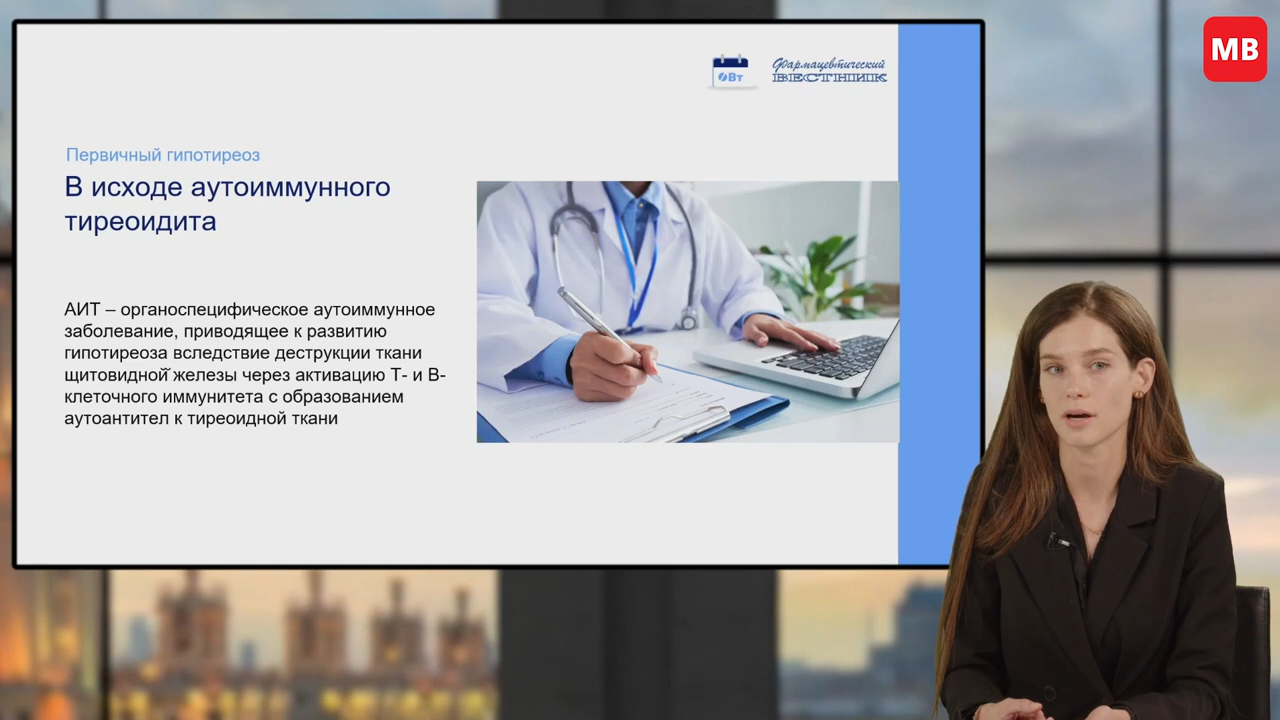 МВ
Вт
Фармацевтический
ВЕСТНИК
Первичный гипотиреоз
В исходе аутоиммунного
тиреоидита
АИТ – органоспецифическое аутоиммунное
заболевание, приводящее к развитию
гипотиреоза вследствие деструкции ткани
щитовидной железы через активацию Т- и В-
клеточного иммунитета с образованием
аутоантител к тиреоидной ткани